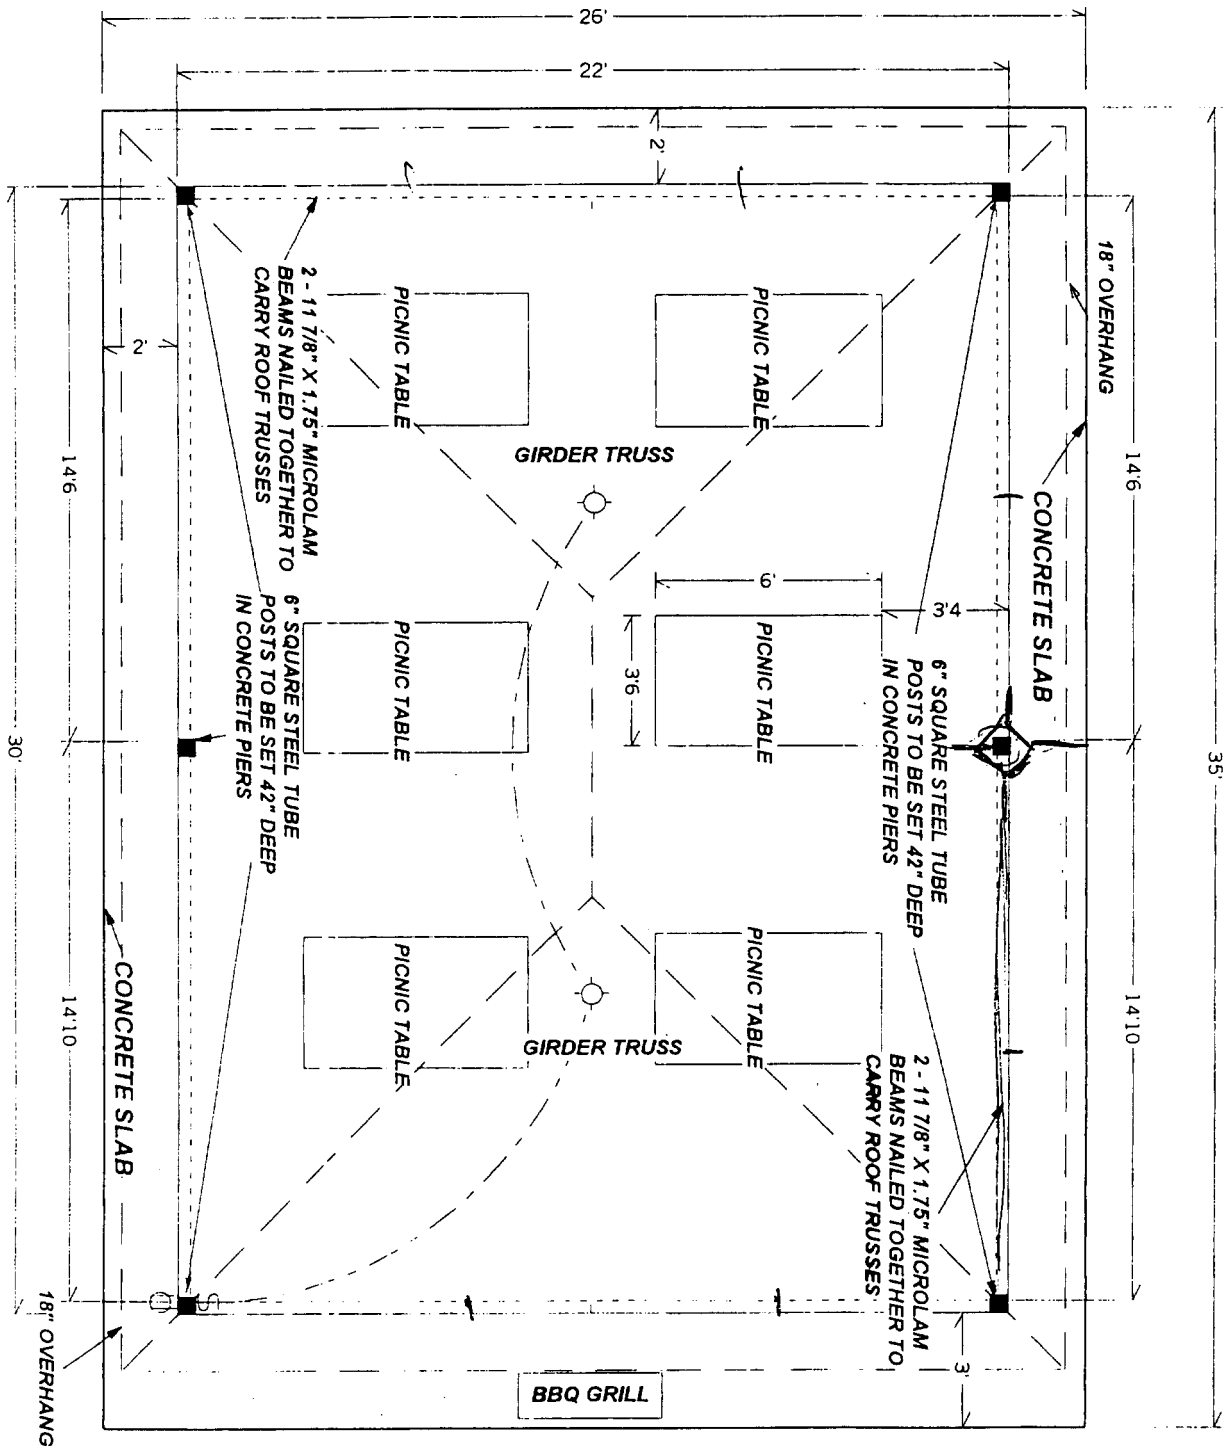 26'
22'
2'
18" OVERHANG
2 - 11 7/8" X 1.75" MICROLAM
BEAMS NAILED TOGETHER TO
CARRY ROOF TRUSSES
PICNIC TABLE
PICNIC TABLE
2'
14'6
14'6
GIRDER TRUSS
CONCRETE SLAB
6'
3'4
3'6
6" SQUARE STEEL TUBE
POSTS TO BE SET 42" DEEP
IN CONCRETE PIERS
PICNIC TABLE
PICNIC TABLE
6" SQUARE STEEL TUBE
POSTS TO BE SET 42" DEEP
IN CONCRETE PIERS
30'
35'
PICNIC TABLE
PICNIC TABLE
CONCRETE SLAB
14'10
14'10
GIRDER TRUSS
2 - 11 7/8" X 1.75" MICROLAM
BEAMS NAILED TOGETHER TO
CARRY ROOF TRUSSES
S
18" OVERHANG
3'
BBQ GRILL